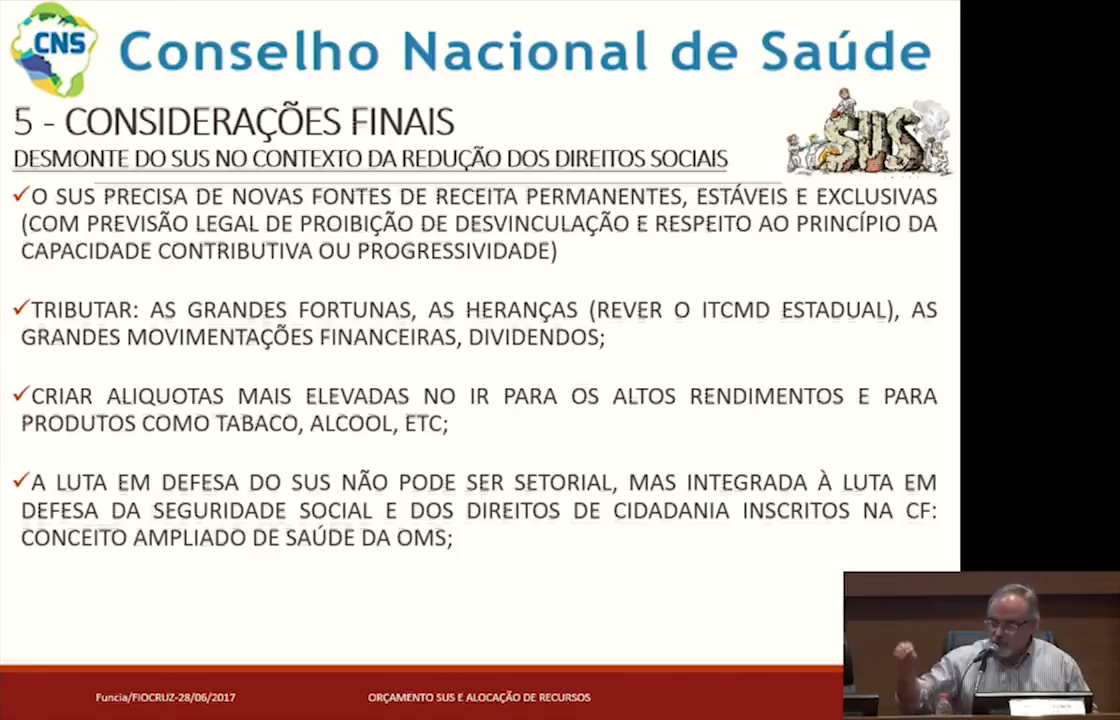 CNS
Conselho Nacional de Saúde
5 - CONSIDERAÇÕES FINAIS
SUS
DESMONTE DO SUS NO CONTEXTO DA REDUÇÃO DOS DIREITOS SOCIAIS
✓O SUS PRECISA DE NOVAS FONTES DE RECEITA PERMANENTES, ESTÁVEIS E EXCLUSIVAS
(COM PREVISÃO LEGAL DE PROIBIÇÃO DE DESVINCULAÇÃO E RESPEITO AO PRINCÍPIO DA
CAPACIDADE CONTRIBUTIVA OU PROGRESSIVIDADE)
✓TRIBUTAR: AS GRANDES FORTUNAS, AS HERANÇAS (REVER O ITCMD ESTADUAL), AS
GRANDES MOVIMENTAÇÕES FINANCEIRAS, DIVIDENDOS;
✓CRIAR ALIQUOTAS MAIS ELEVADAS NO IR PARA OS ALTOS RENDIMENTOS E PARA
PRODUTOS COMO TABACO, ALCOOL, ETC;
✓A LUTA EM DEFESA DO SUS NÃO PODE SER SETORIAL, MAS INTEGRADA À LUTA EM
DEFESA DA SEGURIDADE SOCIAL E DOS DIREITOS DE CIDADANIA INSCRITOS NA CF:
CONCEITO AMPLIADO DE SAÚDE DA OMS;
Funcia/FIOCRUZ-28/06/2017
ORÇAMENTO SUS E ALOCAÇÃO DE RECURSOS